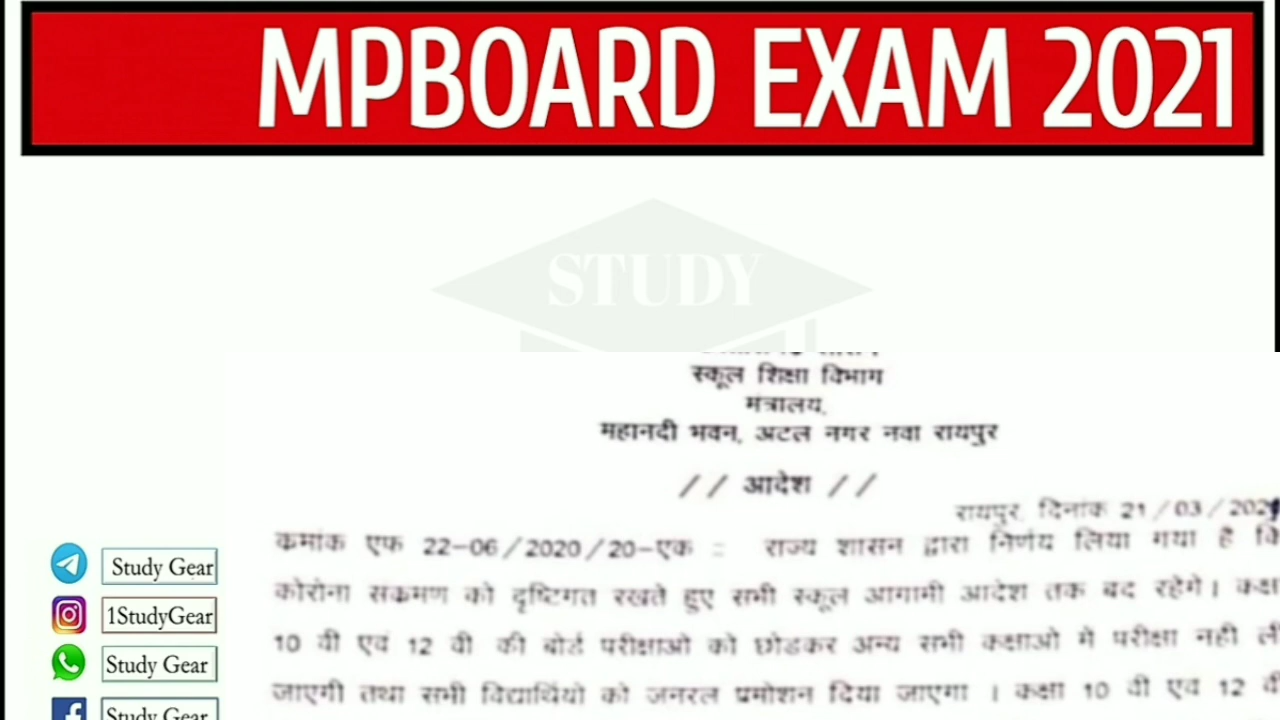 MPBOARD EXAM 2021
STUDY
स्कूल शिक्षा विभाग
मंत्रालय,
महानदी भवन, अटल नगर नवा रायपुर
// आदेश //
रायपुर, दिनांक 21/03/2021
क्रमांक एफ 22-06/2020/20-एक :: राज्य शासन द्वारा निर्णय लिया गया है कि
कोरोना संक्रमण को दृष्टिगत रखते हुए सभी स्कूल आगामी आदेश तक बंद रहेंगे। कक्षा
10 वी एवं 12 वी की बोर्ड परीक्षाओं को छोडकर अन्य सभी कक्षाओं में परीक्षा नही ली
जाएगी तथा सभी विद्यार्थियों को जनरल प्रमोशन दिया जाएगा । कक्षा 10 वी एवं 12 वी
Study Gear
1StudyGear
Study Gear
Study Gear